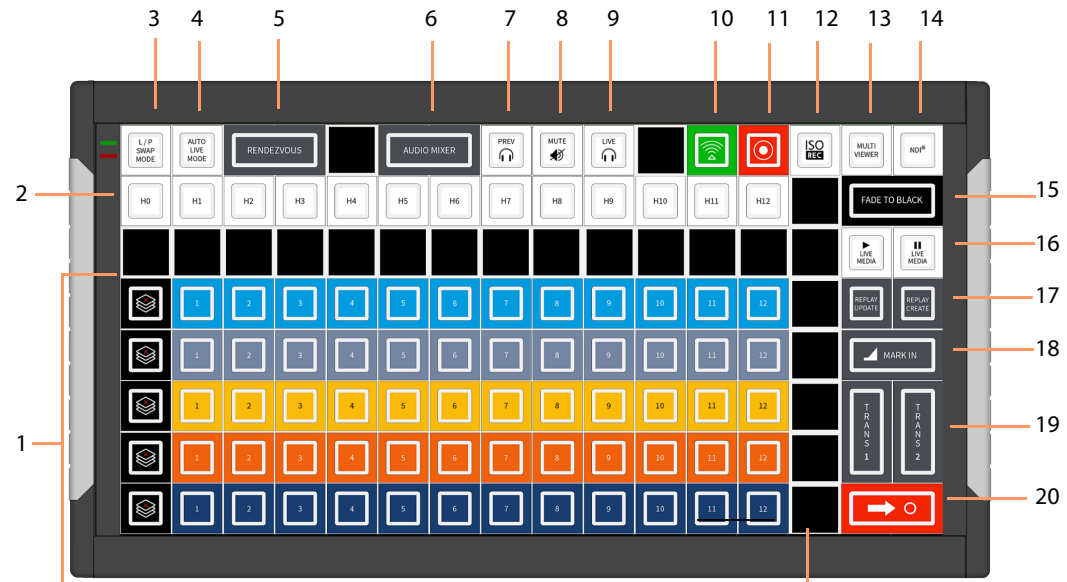 3 4 5 6 7 8 9 10 11 12 13 14
L / P
SWAP
MODE
AUTO
LIVE
MODE
RENDEZVOUS
AUDIO MIXER
PREV
MUTE
LIVE
ISO
REC
MULTI
VIEWER
NDI®
2
H0 H1 H2 H3 H4 H5 H6 H7 H8 H9 H10 H11 H12
FADE TO BLACK
15
LIVE
MEDIA
LIVE
MEDIA
16
1 2 3 4 5 6 7 8 9 10 11 12
REPLAY
UPDATE
REPLAY
CREATE
17
1 2 3 4 5 6 7 8 9 10 11 12
MARK IN
18
1 2 3 4 5 6 7 8 9 10 11 12
TRANS 1
TRANS 2
19
1
1 2 3 4 5 6 7 8 9 10 11 12
1 2 3 4 5 6 7 8 9 10 11 12
20